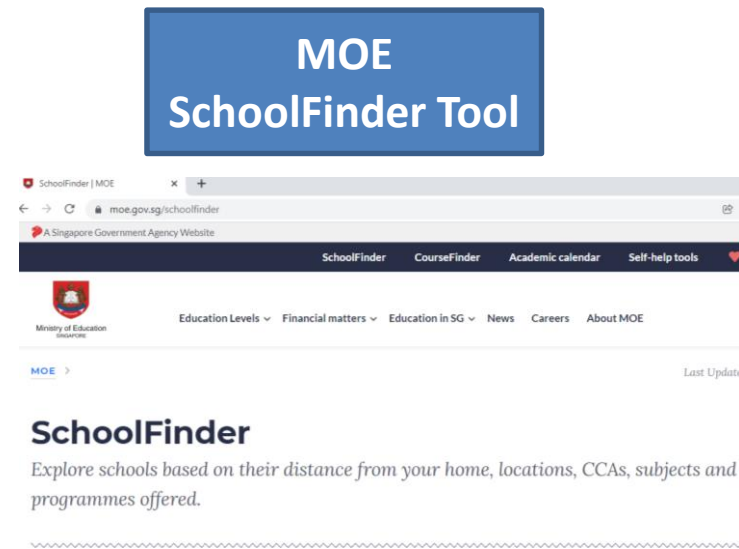 MOE
SchoolFinder Tool
SchoolFinder | MOE
moe.gov.sg/schoolfinder
A Singapore Government Agency Website
SchoolFinder CourseFinder Academic calendar Self-help tools
Ministry of Education
SINGAPORE
Education Levels Financial matters Education in SG News Careers About MOE
MOE >
Last Update
SchoolFinder
Explore schools based on their distance from your home, locations, CCAs, subjects and
programmes offered.